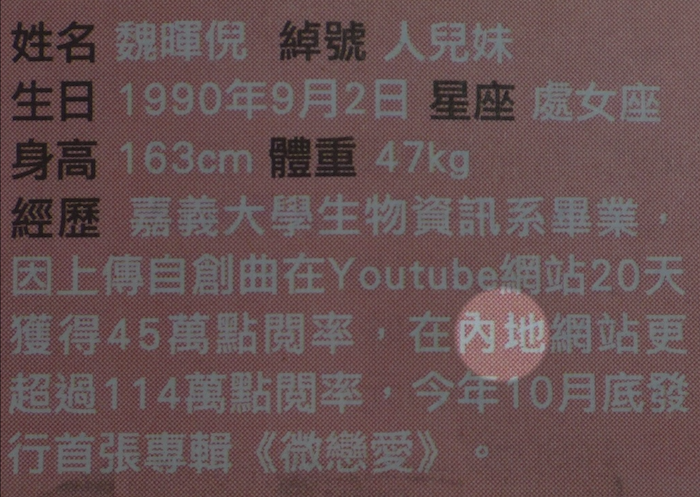 姓名 魏暉倪 綽號 人兒妹
生日 1990年9月2日 星座 處女座
身高 163cm 體重 47kg
經歷 嘉義大學生物資訊系畢業，
因上傳自創曲在Youtube網站20天
獲得45萬點閱率，在內地網站更
超過114萬點閱率，今年10月底發
行首張專輯《微戀愛》。